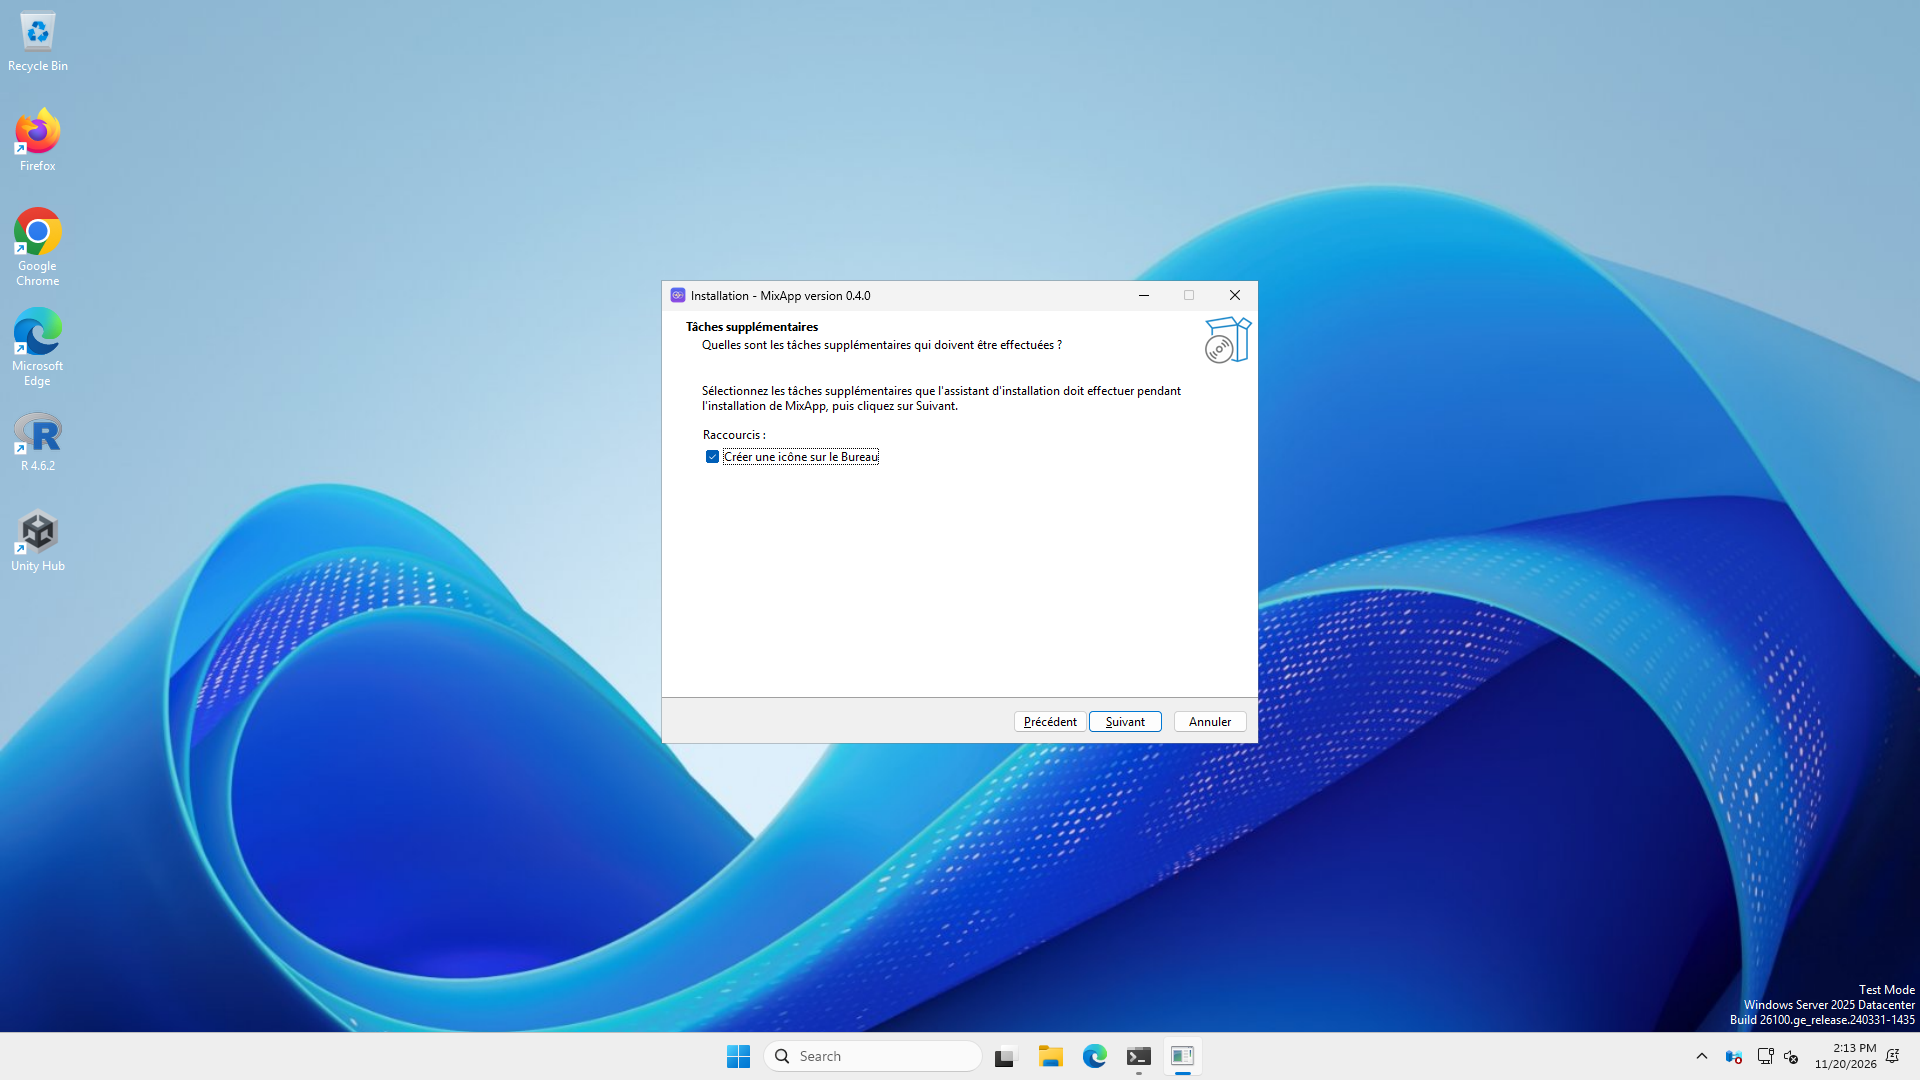 Recycle Bin
Firefox
Google
Chrome
Microsoft
Edge
R 4.6.2
Unity Hub
Installation - MixApp version 0.4.0
Tâches supplémentaires
Quelles sont les tâches supplémentaires qui doivent être effectuées ?
Sélectionnez les tâches supplémentaires que l'assistant d'installation doit effectuer pendant
l'installation de MixApp, puis cliquez sur Suivant.
Raccourcis :
Créer une icône sur le Bureau
Précédent
Suivant
Annuler
Test Mode
Windows Server 2025 Datacenter
Build 26100.ge_release.240331-1435
Search
2:13 PM
11/20/2026